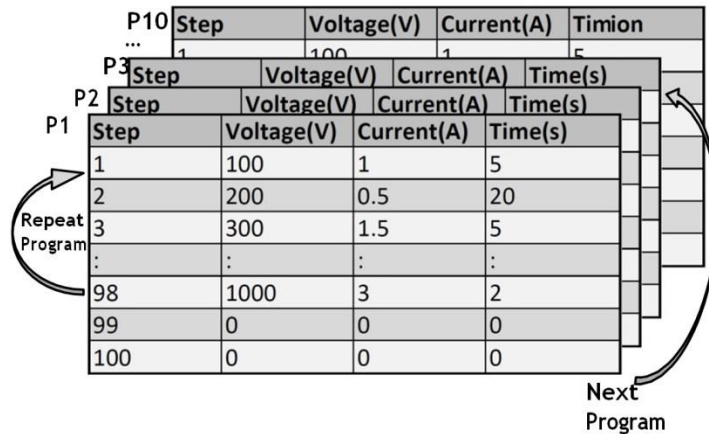 P10 Step Voltage(V) Current(A) Timion
...
1 100 1 5
P3 Step Voltage(V) Current(A) Time(s)
P2 Step Voltage(V) Current(A) Time(s)
P1 Step Voltage(V) Current(A) Time(s)
1 100 1 5
2 200 0.5 20
3 300 1.5 5
: : : :
98 1000 3 2
99 0 0 0
100 0 0 0
Repeat
Program
Next
Program